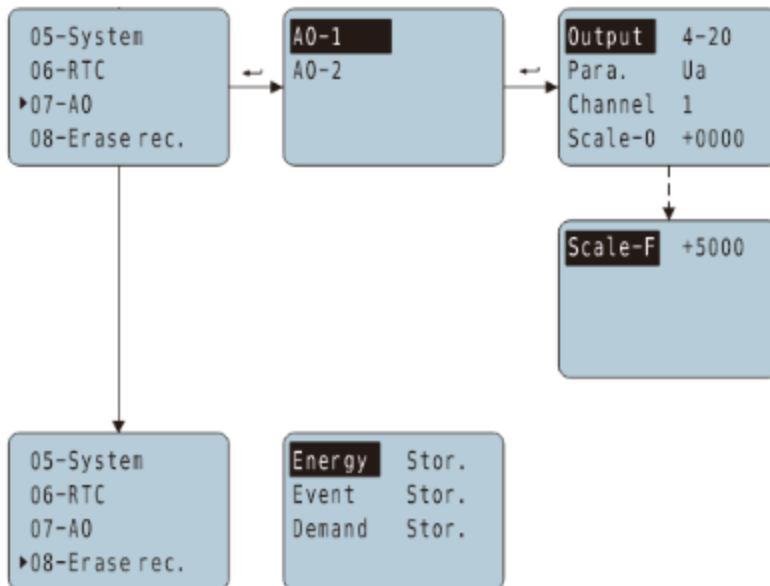 05-System
06-RTC
07-AO
08-Erase rec.
AO-1
AO-2
Output 4-20
Para. Ua
Channel 1
Scale-0 +0000
Scale-F +5000
05-System
06-RTC
07-AO
08-Erase rec.
Energy Stor.
Event Stor.
Demand Stor.